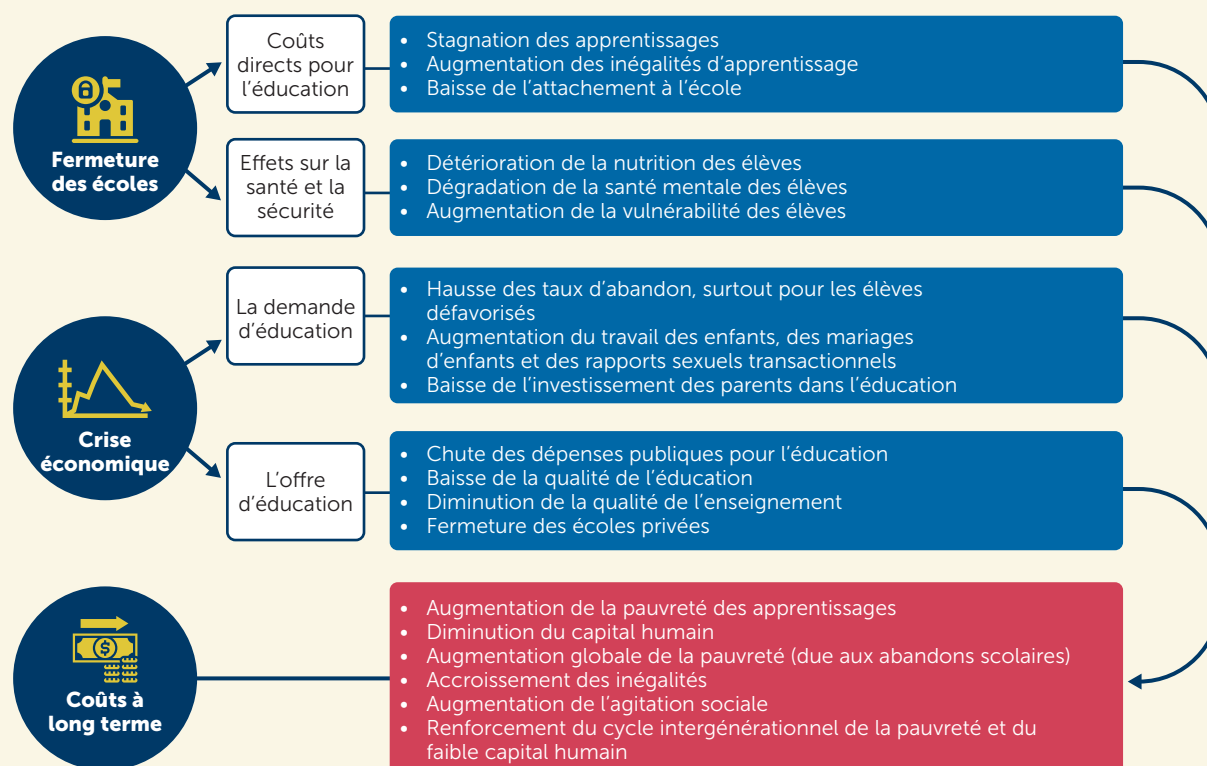 Fermeture
des écoles
Coûts
directs pour
l'éducation
• Stagnation des apprentissages
• Augmentation des inégalités d'apprentissage
• Baisse de l'attachement à l'école
Effets sur la
santé et la
sécurité
• Détérioration de la nutrition des élèves
• Dégradation de la santé mentale des élèves
• Augmentation de la vulnérabilité des élèves
Crise
économique
La demande
d'éducation
• Hausse des taux d'abandon, surtout pour les élèves
défavorisés
• Augmentation du travail des enfants, des mariages
d'enfants et des rapports sexuels transactionnels
• Baisse de l'investissement des parents dans l'éducation
L'offre
d'éducation
• Chute des dépenses publiques pour l'éducation
• Baisse de la qualité de l'éducation
• Diminution de la qualité de l'enseignement
• Fermeture des écoles privées
$
Coûts à
long terme
• Augmentation de la pauvreté des apprentissages
• Diminution du capital humain
• Augmentation globale de la pauvreté (due aux abandons scolaires)
• Accroissement des inégalités
• Augmentation de l'agitation sociale
• Renforcement du cycle intergénérationnel de la pauvreté et du
faible capital humain